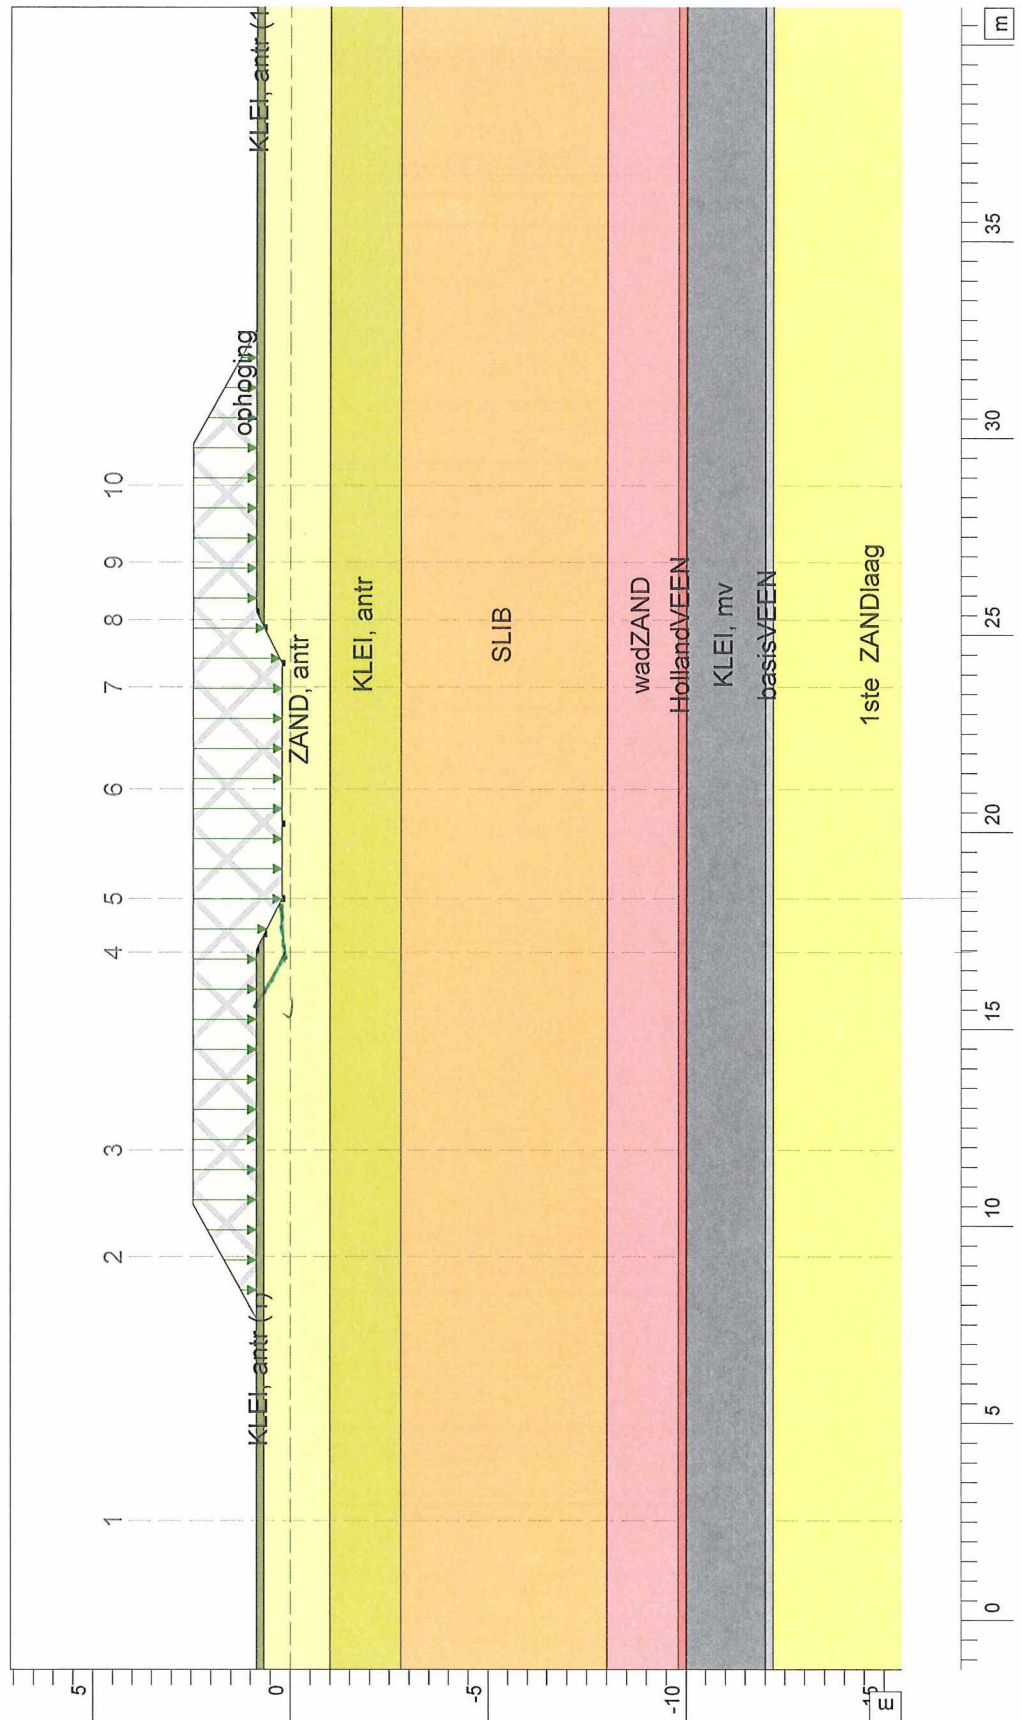 1
2
3
4
5
6
7
8
9
10
ophoging
KLEI, antr (1)
KLEI, antr (1
ZAND, antr
KLEI, antr
SLIB
wadZAND
HollandVEEN
KLEI, mv
basisVEEN
1ste ZANDlaag
5
0
-5
-10
-15
m
0
5
10
15
20
25
30
35
m